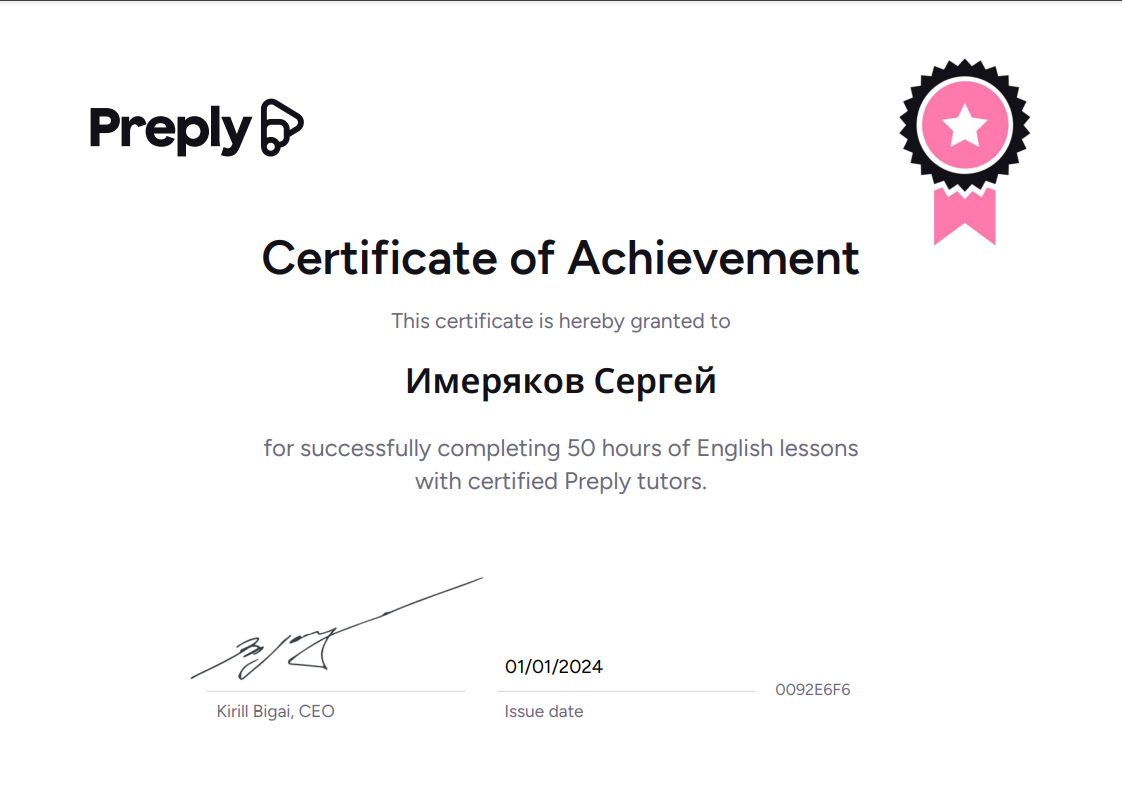 Preply
Certificate of Achievement
This certificate is hereby granted to
Имеряков Сергей
for successfully completing 50 hours of English lessons
with certified Preply tutors.
01/01/2024
0092E6F6
Kirill Bigai, CEO
Issue date